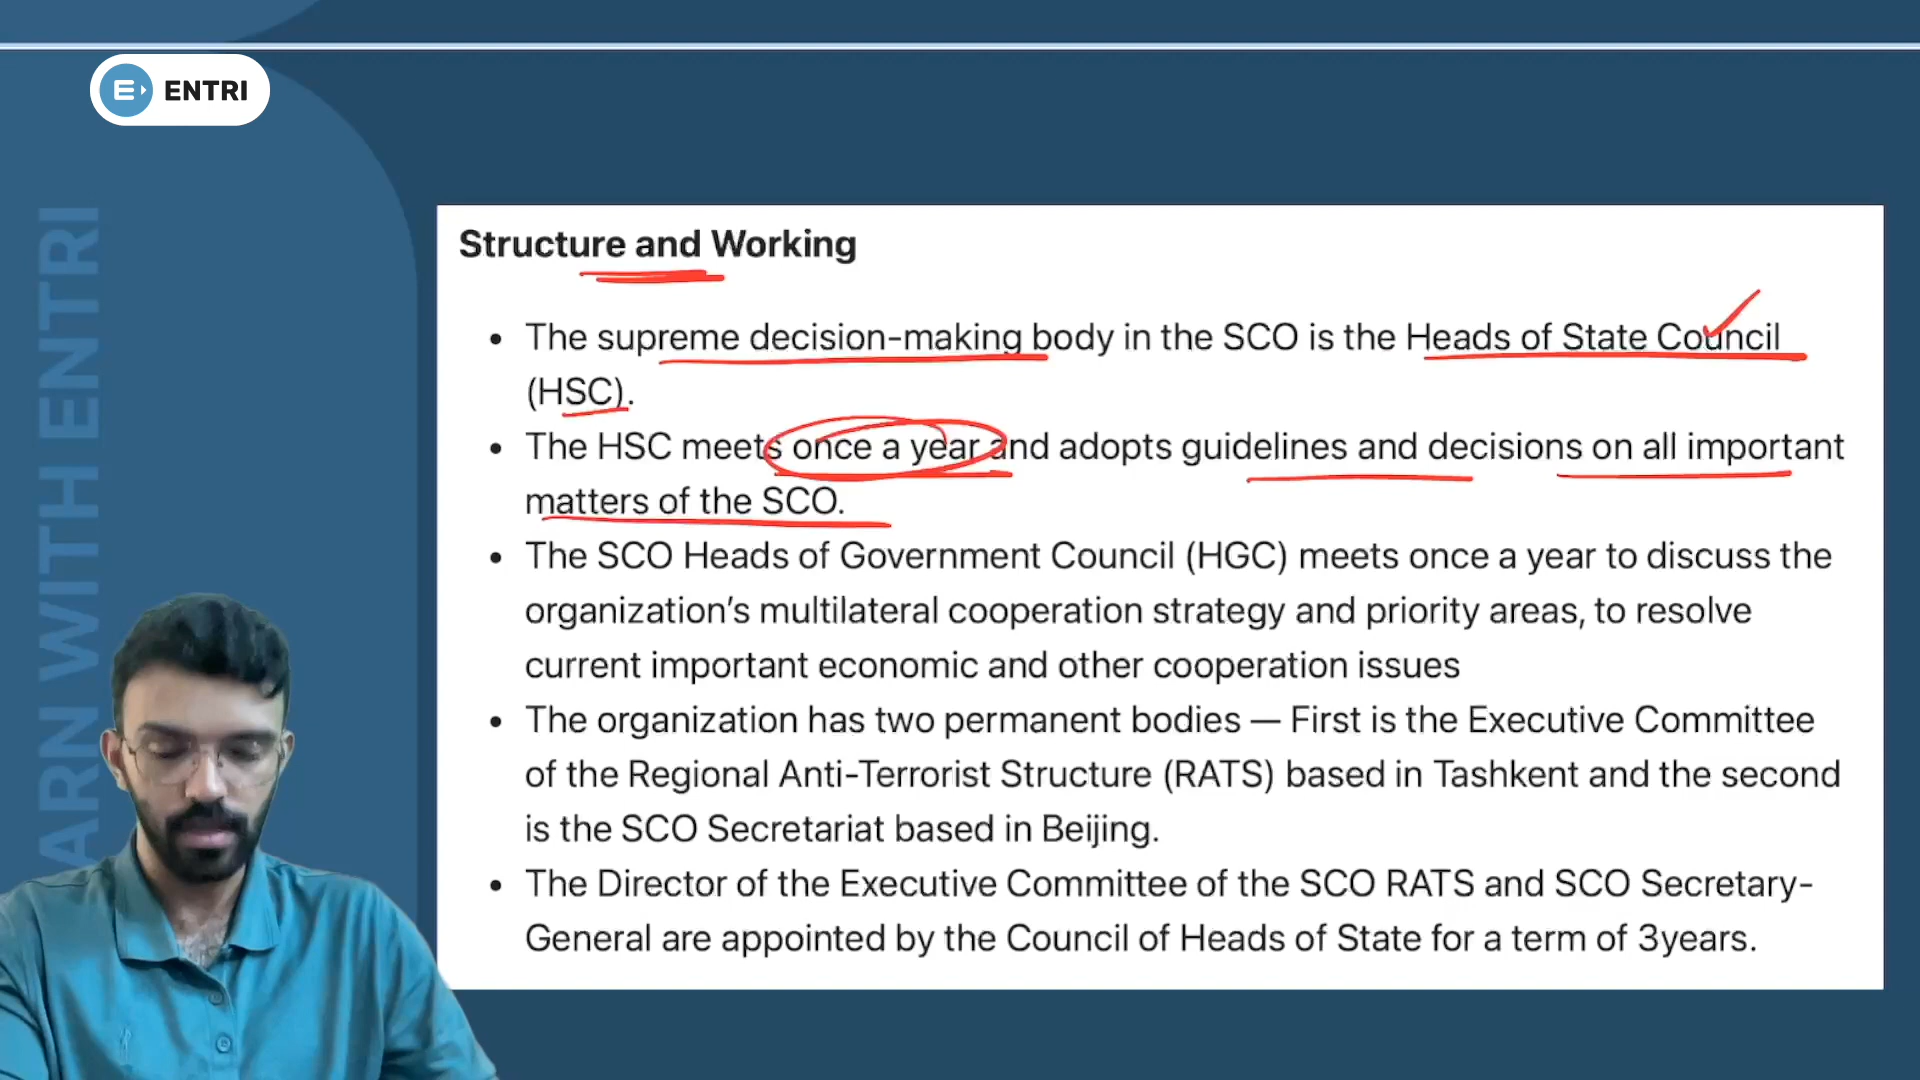 ENTRI
ARN WITH ENTRI
Structure and Working
• The supreme decision-making body in the SCO is the Heads of State Council
(HSC).
• The HSC meets once a year and adopts guidelines and decisions on all important
matters of the SCO.
• The SCO Heads of Government Council (HGC) meets once a year to discuss the
organization’s multilateral cooperation strategy and priority areas, to resolve
current important economic and other cooperation issues
• The organization has two permanent bodies — First is the Executive Committee
of the Regional Anti-Terrorist Structure (RATS) based in Tashkent and the second
is the SCO Secretariat based in Beijing.
• The Director of the Executive Committee of the SCO RATS and SCO Secretary-
General are appointed by the Council of Heads of State for a term of 3years.